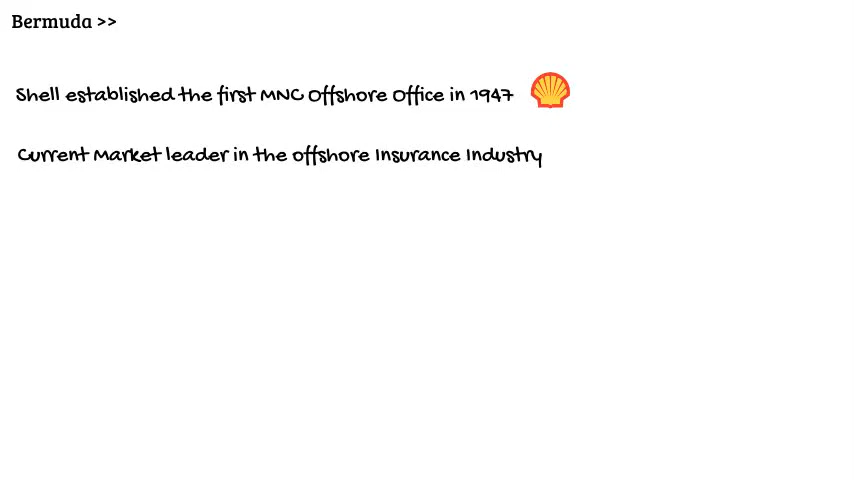 Bermuda >>
Shell established the first MNC Offshore Office in 1947
Current Market leader in the offshore Insurance Industry